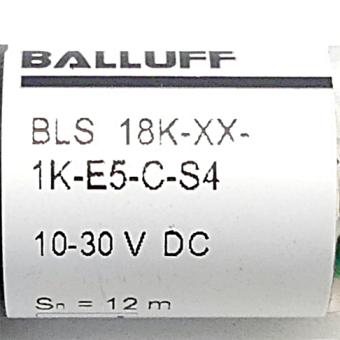 BALLUFF
BLS 18K-XX-
1K-E5-C-S4
10-30 V DC
Sn = 12 m